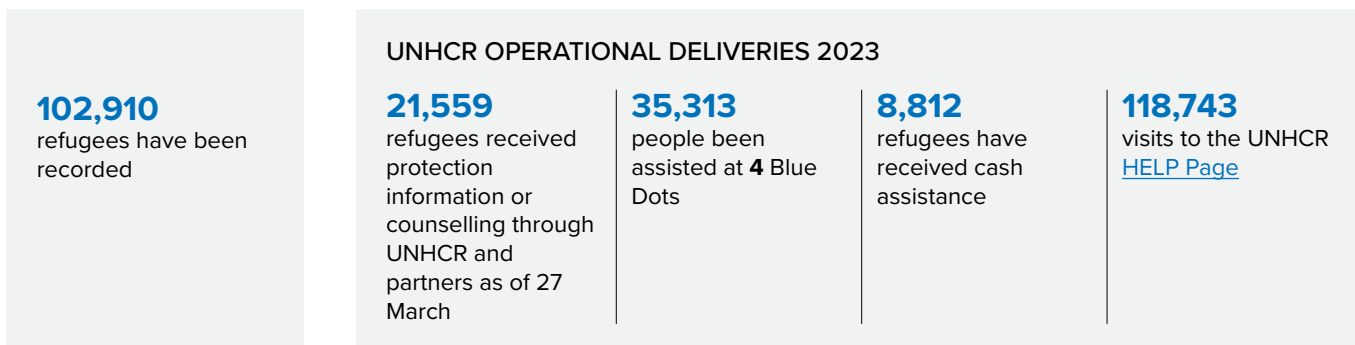 102,910
refugees have been
recorded
UNHCR OPERATIONAL DELIVERIES 2023
21,559
refugees received
protection
information or
counselling through
UNHCR and
partners as of 27
March
35,313
people been
assisted at 4 Blue
Dots
8,812
refugees have
received cash
assistance
118,743
visits to the UNHCR
HELP Page